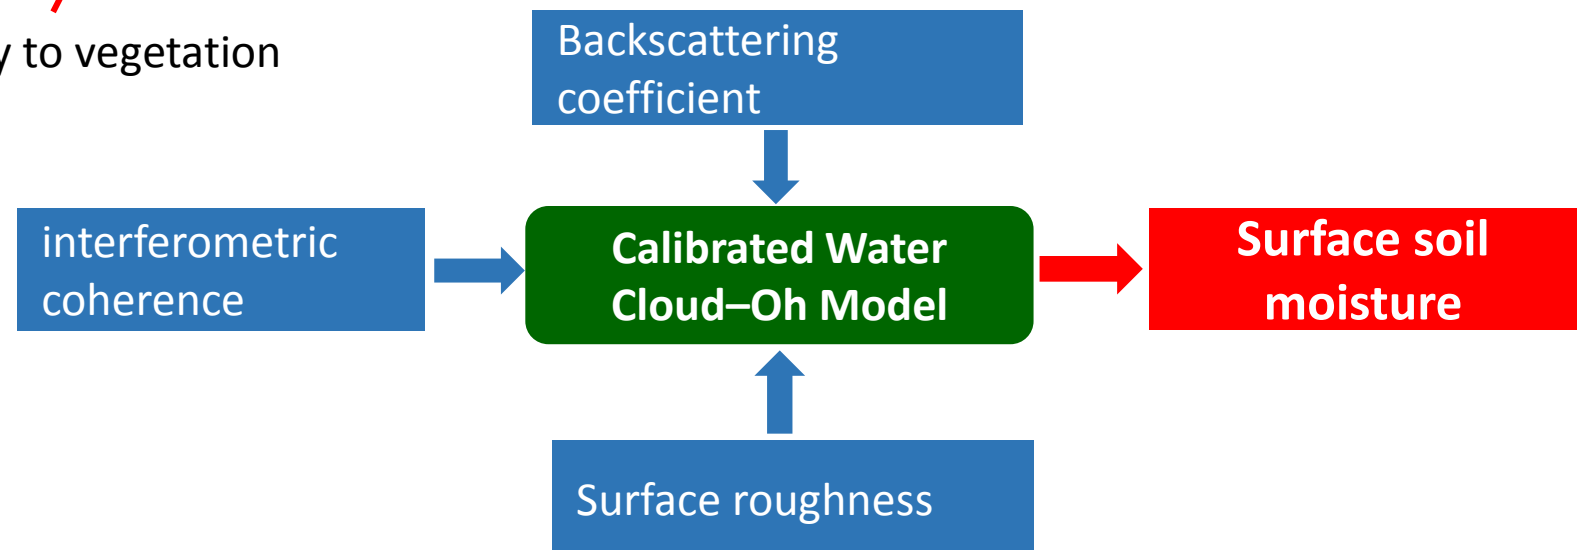 y to vegetation
Backscattering
coefficient
interferometric
coherence
Calibrated Water
Cloud–Oh Model
Surface soil
moisture
Surface roughness